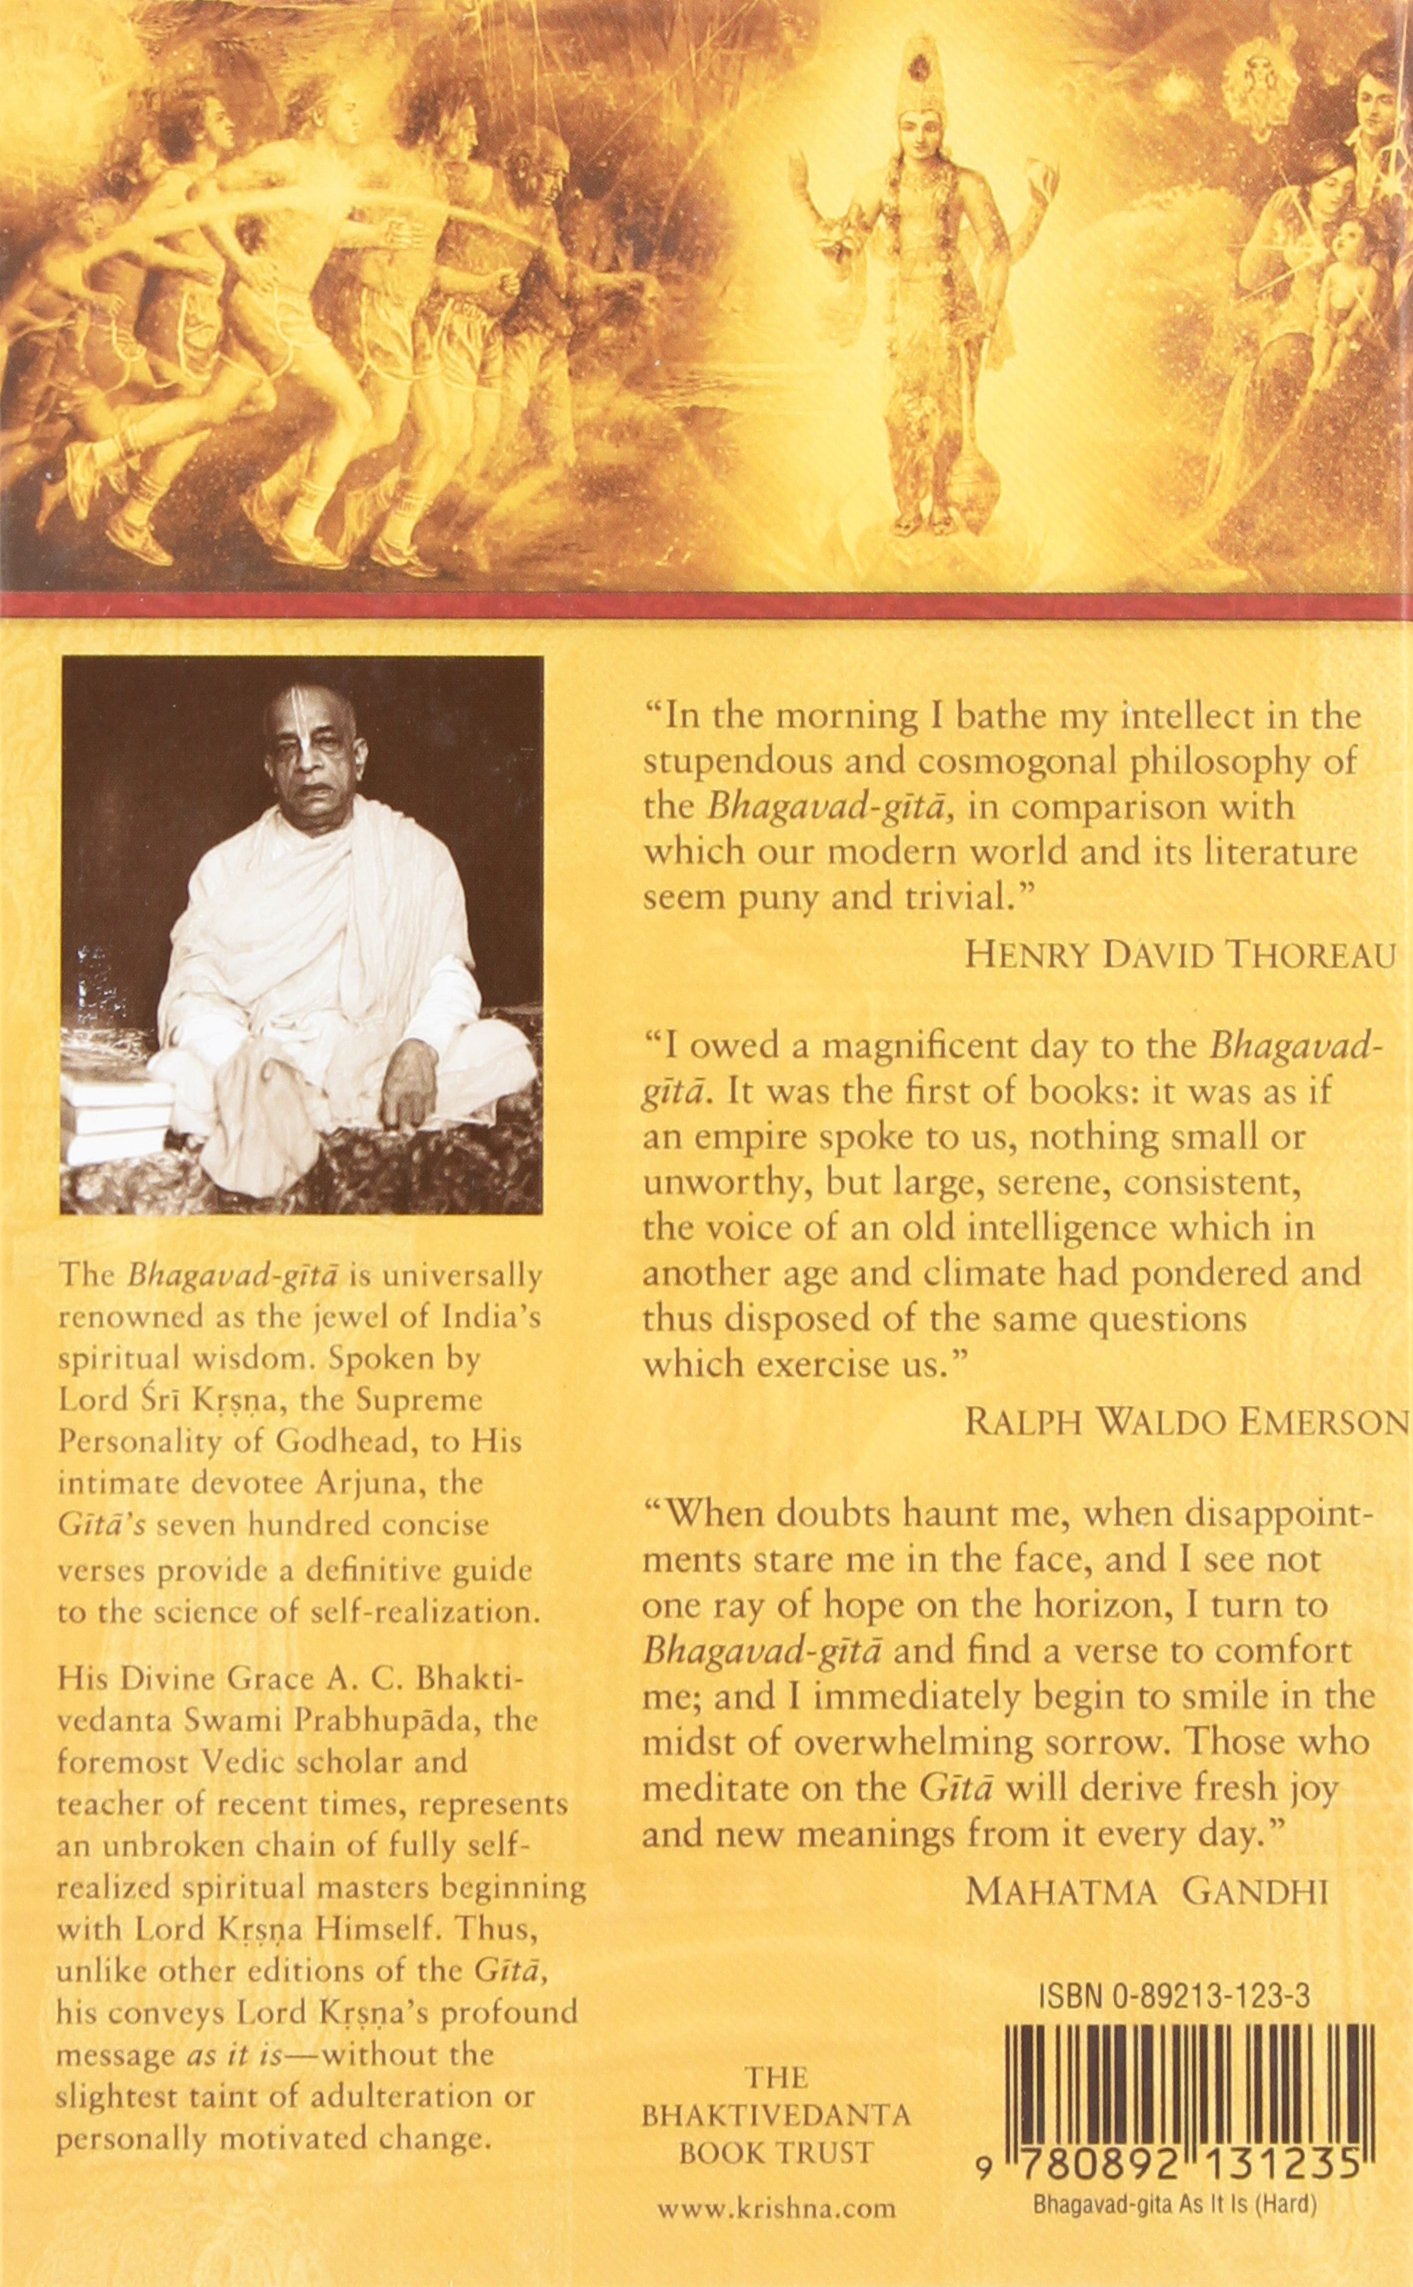 The Bhagavad-gītā is universally
renowned as the jewel of India’s
spiritual wisdom. Spoken by
Lord Śrī Kṛṣṇa, the Supreme
Personality of Godhead, to His
intimate devotee Arjuna, the
Gītā’s seven hundred concise
verses provide a definitive guide
to the science of self-realization.
His Divine Grace A. C. Bhakti-
vedanta Swami Prabhupāda, the
foremost Vedic scholar and
teacher of recent times, represents
an unbroken chain of fully self-
realized spiritual masters beginning
with Lord Kṛṣṇa Himself. Thus,
unlike other editions of the Gītā,
his conveys Lord Kṛṣṇa’s profound
message as it is—without the
slightest taint of adulteration or
personally motivated change.
“In the morning I bathe my intellect in the
stupendous and cosmogonal philosophy of
the Bhagavad-gītā, in comparison with
which our modern world and its literature
seem puny and trivial.”
HENRY DAVID THOREAU
“I owed a magnificent day to the Bhagavad-
gītā. It was the first of books: it was as if
an empire spoke to us, nothing small or
unworthy, but large, serene, consistent,
the voice of an old intelligence which in
another age and climate had pondered and
thus disposed of the same questions
which exercise us.”
RALPH WALDO EMERSON
“When doubts haunt me, when disappoint-
ments stare me in the face, and I see not
one ray of hope on the horizon, I turn to
Bhagavad-gītā and find a verse to comfort
me; and I immediately begin to smile in the
midst of overwhelming sorrow. Those who
meditate on the Gītā will derive fresh joy
and new meanings from it every day.”
MAHATMA GANDHI
THE
BHAKTIVEDANTA
BOOK TRUST
www.krishna.com
ISBN 0-89213-123-3
9 780892 131235
Bhagavad-gita As It Is (Hard)